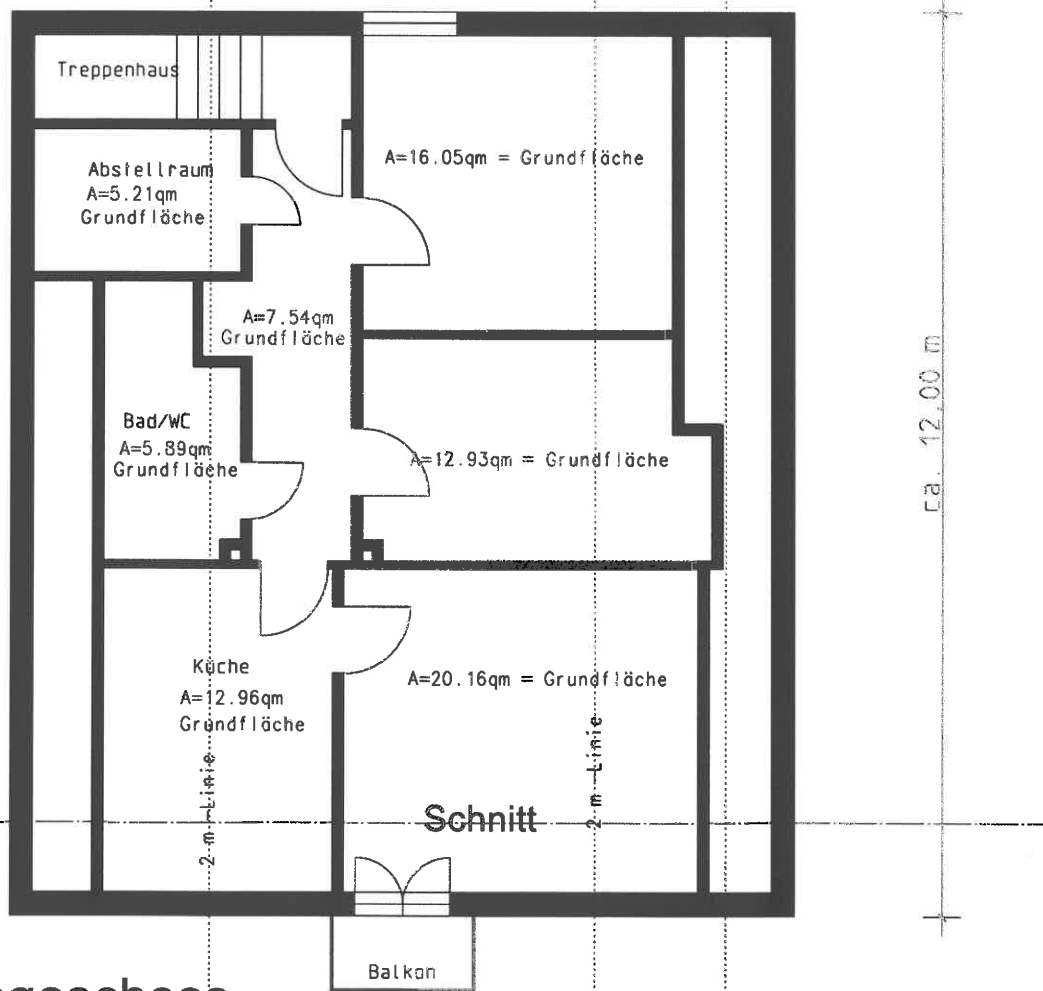 Treppenhaus
A=16.05qm = Grundfläche
Abstellraum
A=5.21qm
Grundfläche
A=7.54qm
Grundfläche
ca. 12.00 m
Bad/WC
A=5.89qm
Grundfläche
A=12.93qm = Grundfläche
Küche
A=12.96qm
Grundfläche
A=20.16qm = Grundfläche
2 m -Linie
2 m -Linie
Schnitt
Balkon